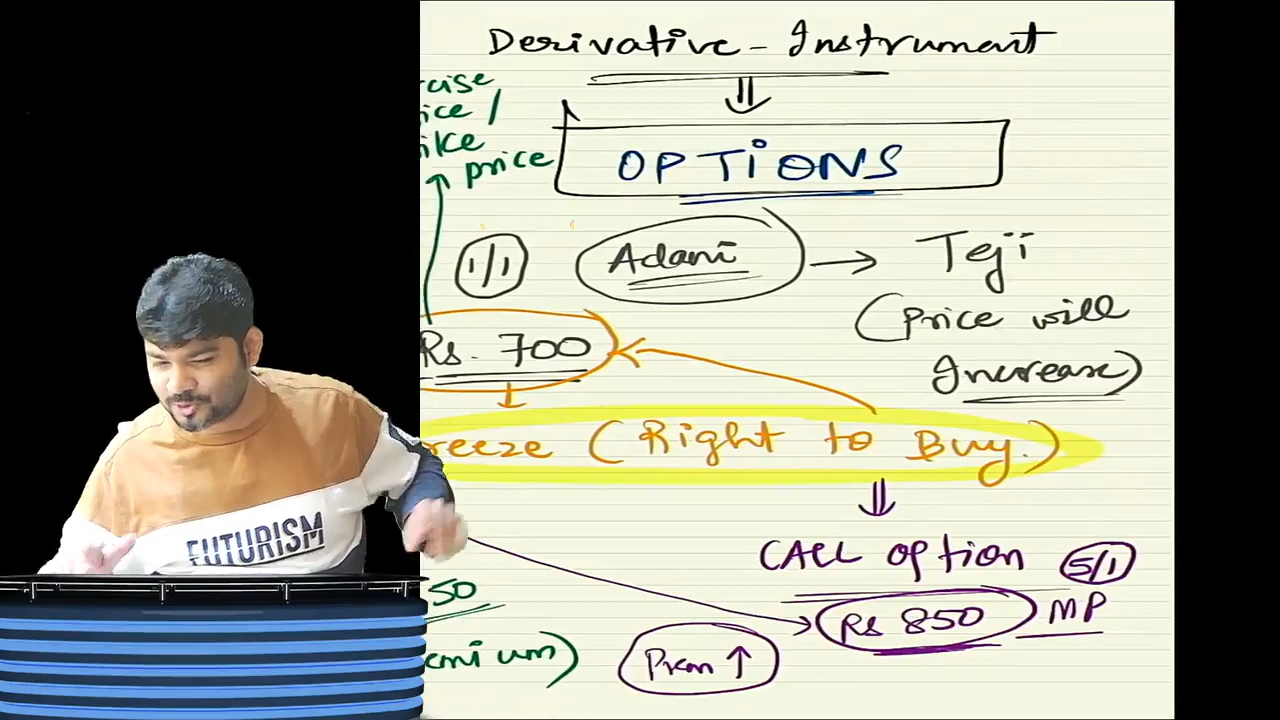 Derivative - Instrument
⇓
rcise
ice /
ike
price
OPTIONS
1/1 Adani → Teji
(Price will
Increase)
Rs. 700
reeze (Right to Buy.)
⇓
CALL option 5/1
50 Rs 850 MP
emium) Prem ↑
FUTURISM